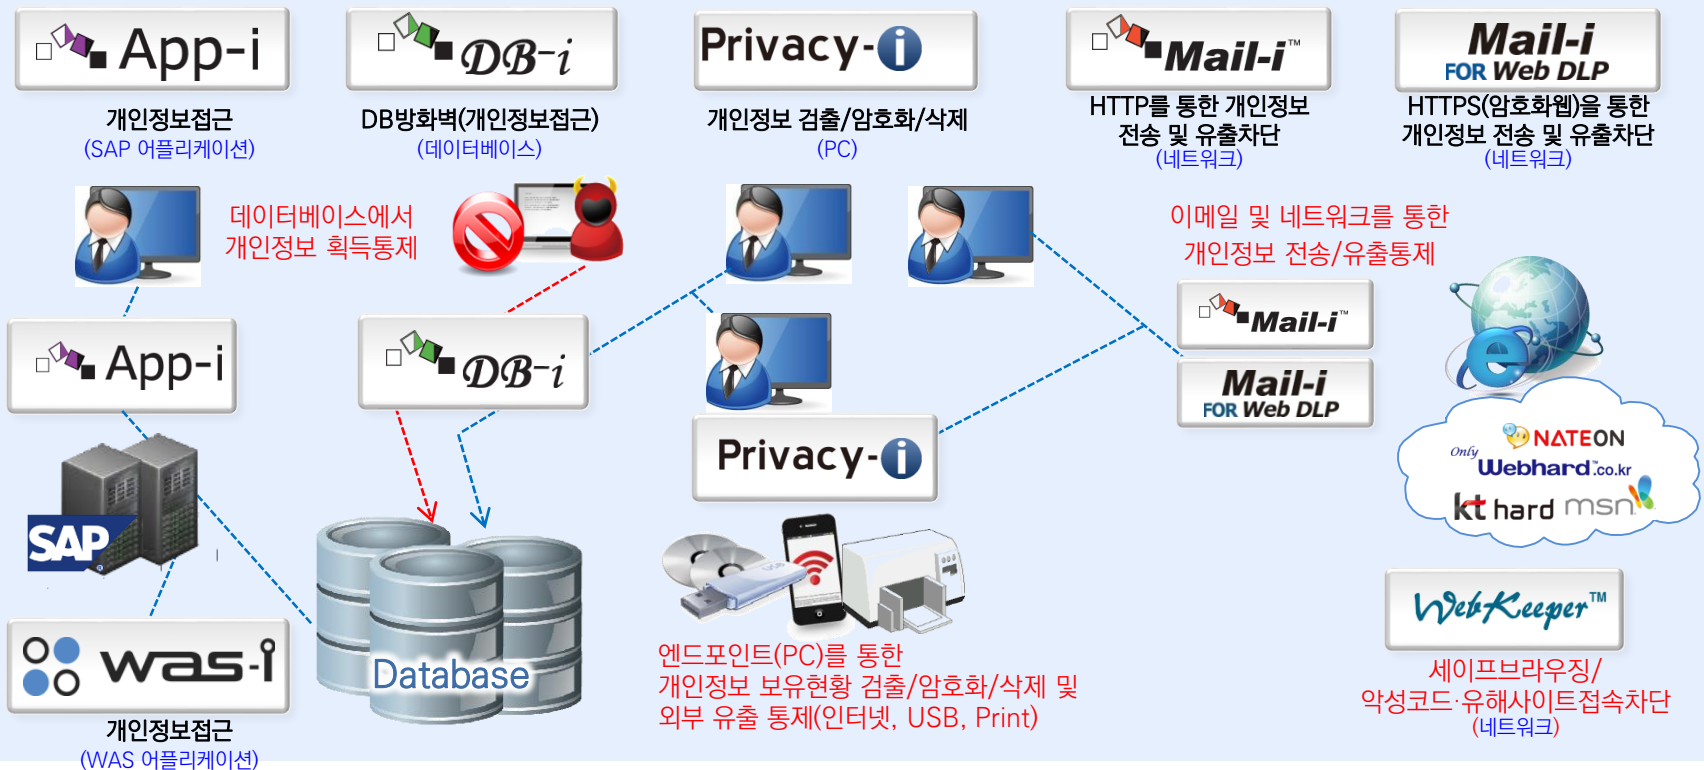 App-i
개인정보접근
(SAP 어플리케이션)
DB-i
DB방화벽(개인정보접근)
(데이터베이스)
Privacy-i
개인정보 검출/암호화/삭제
(PC)
Mail-i™
HTTP를 통한 개인정보
전송 및 유출차단
(네트워크)
Mail-i
FOR Web DLP
HTTPS(암호화웹)을 통한
개인정보 전송 및 유출차단
(네트워크)
데이터베이스에서
개인정보 획득통제
이메일 및 네트워크를 통한
개인정보 전송/유출통제
App-i
DB-i
Privacy-i
Mail-i™
Mail-i
FOR Web DLP
NATEON
Only
Webhard™.co.kr
kt hard msn
SAP
Database
엔드포인트(PC)를 통한
개인정보 보유현황 검출/암호화/삭제 및
외부 유출 통제(인터넷, USB, Print)
WebKeeper™
세이프브라우징/
악성코드·유해사이트접속차단
(네트워크)
was-i
개인정보접근
(WAS 어플리케이션)